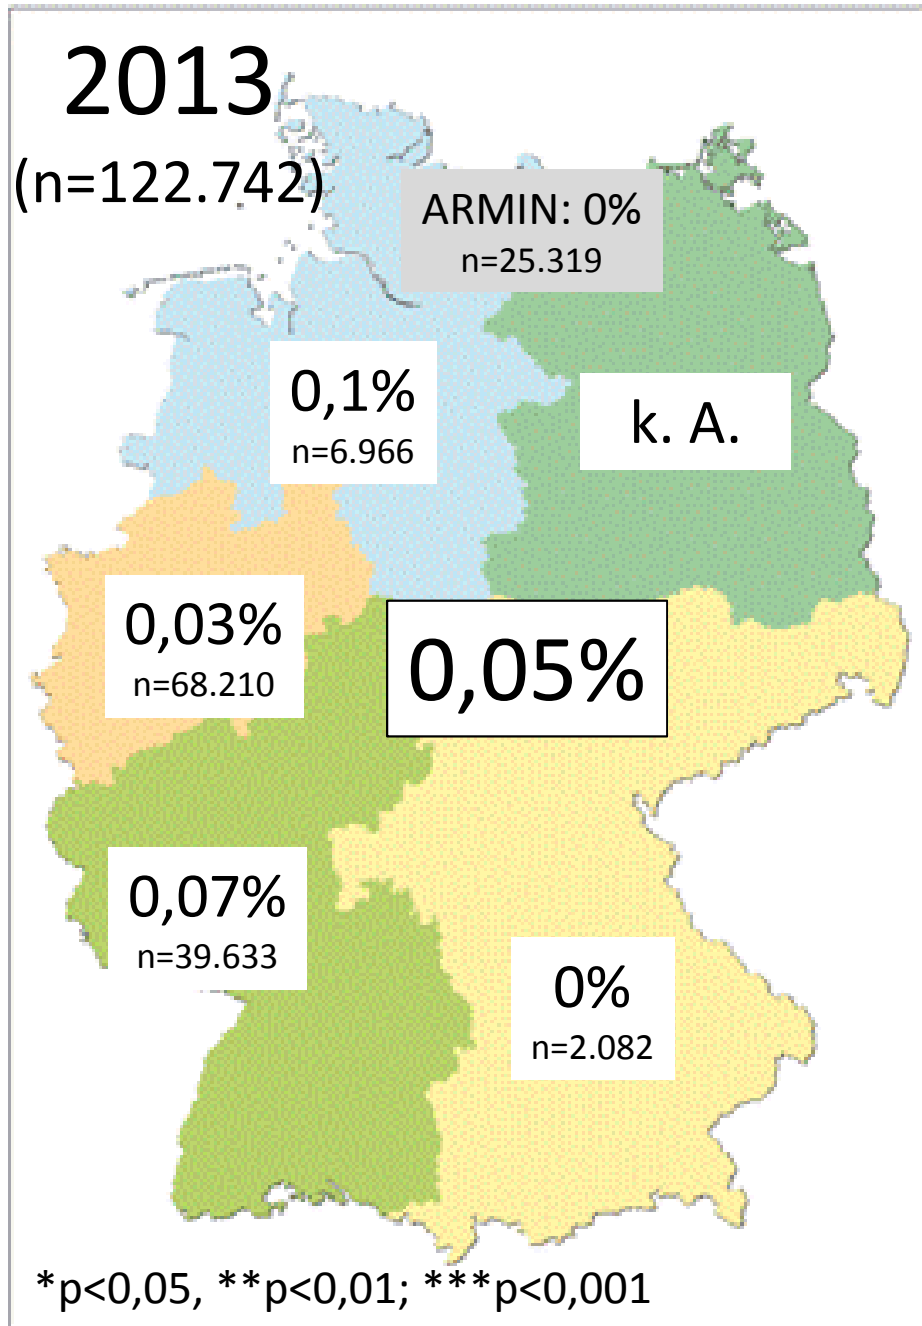 2013
(n=122.742)
ARMIN: 0%
n=25.319
0,1%
n=6.966
k. A.
0,03%
n=68.210
0,05%
0,07%
n=39.633
0%
n=2.082
*p<0,05, **p<0,01; ***p<0,001